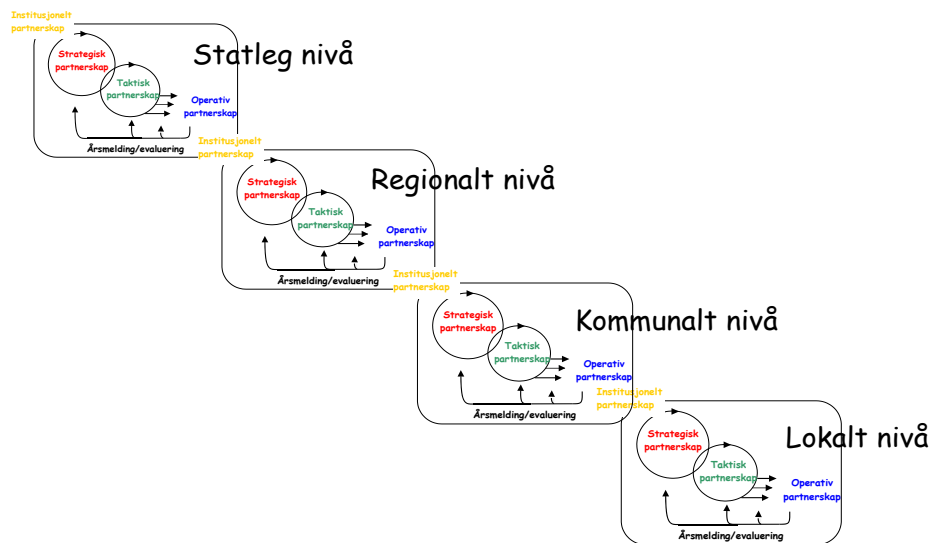 Institusjonelt
partnerskap
Statleg nivå
Strategisk
partnerskap
Taktisk
partnerskap
Operativ
partnerskap
Årsmelding/evaluering
Institusjonelt
partnerskap
Regionalt nivå
Strategisk
partnerskap
Taktisk
partnerskap
Operativ
partnerskap
Årsmelding/evaluering
Institusjonelt
partnerskap
Kommunalt nivå
Strategisk
partnerskap
Taktisk
partnerskap
Operativ
partnerskap
Årsmelding/evaluering
Institusjonelt
partnerskap
Lokalt nivå
Strategisk
partnerskap
Taktisk
partnerskap
Operativ
partnerskap
Årsmelding/evaluering